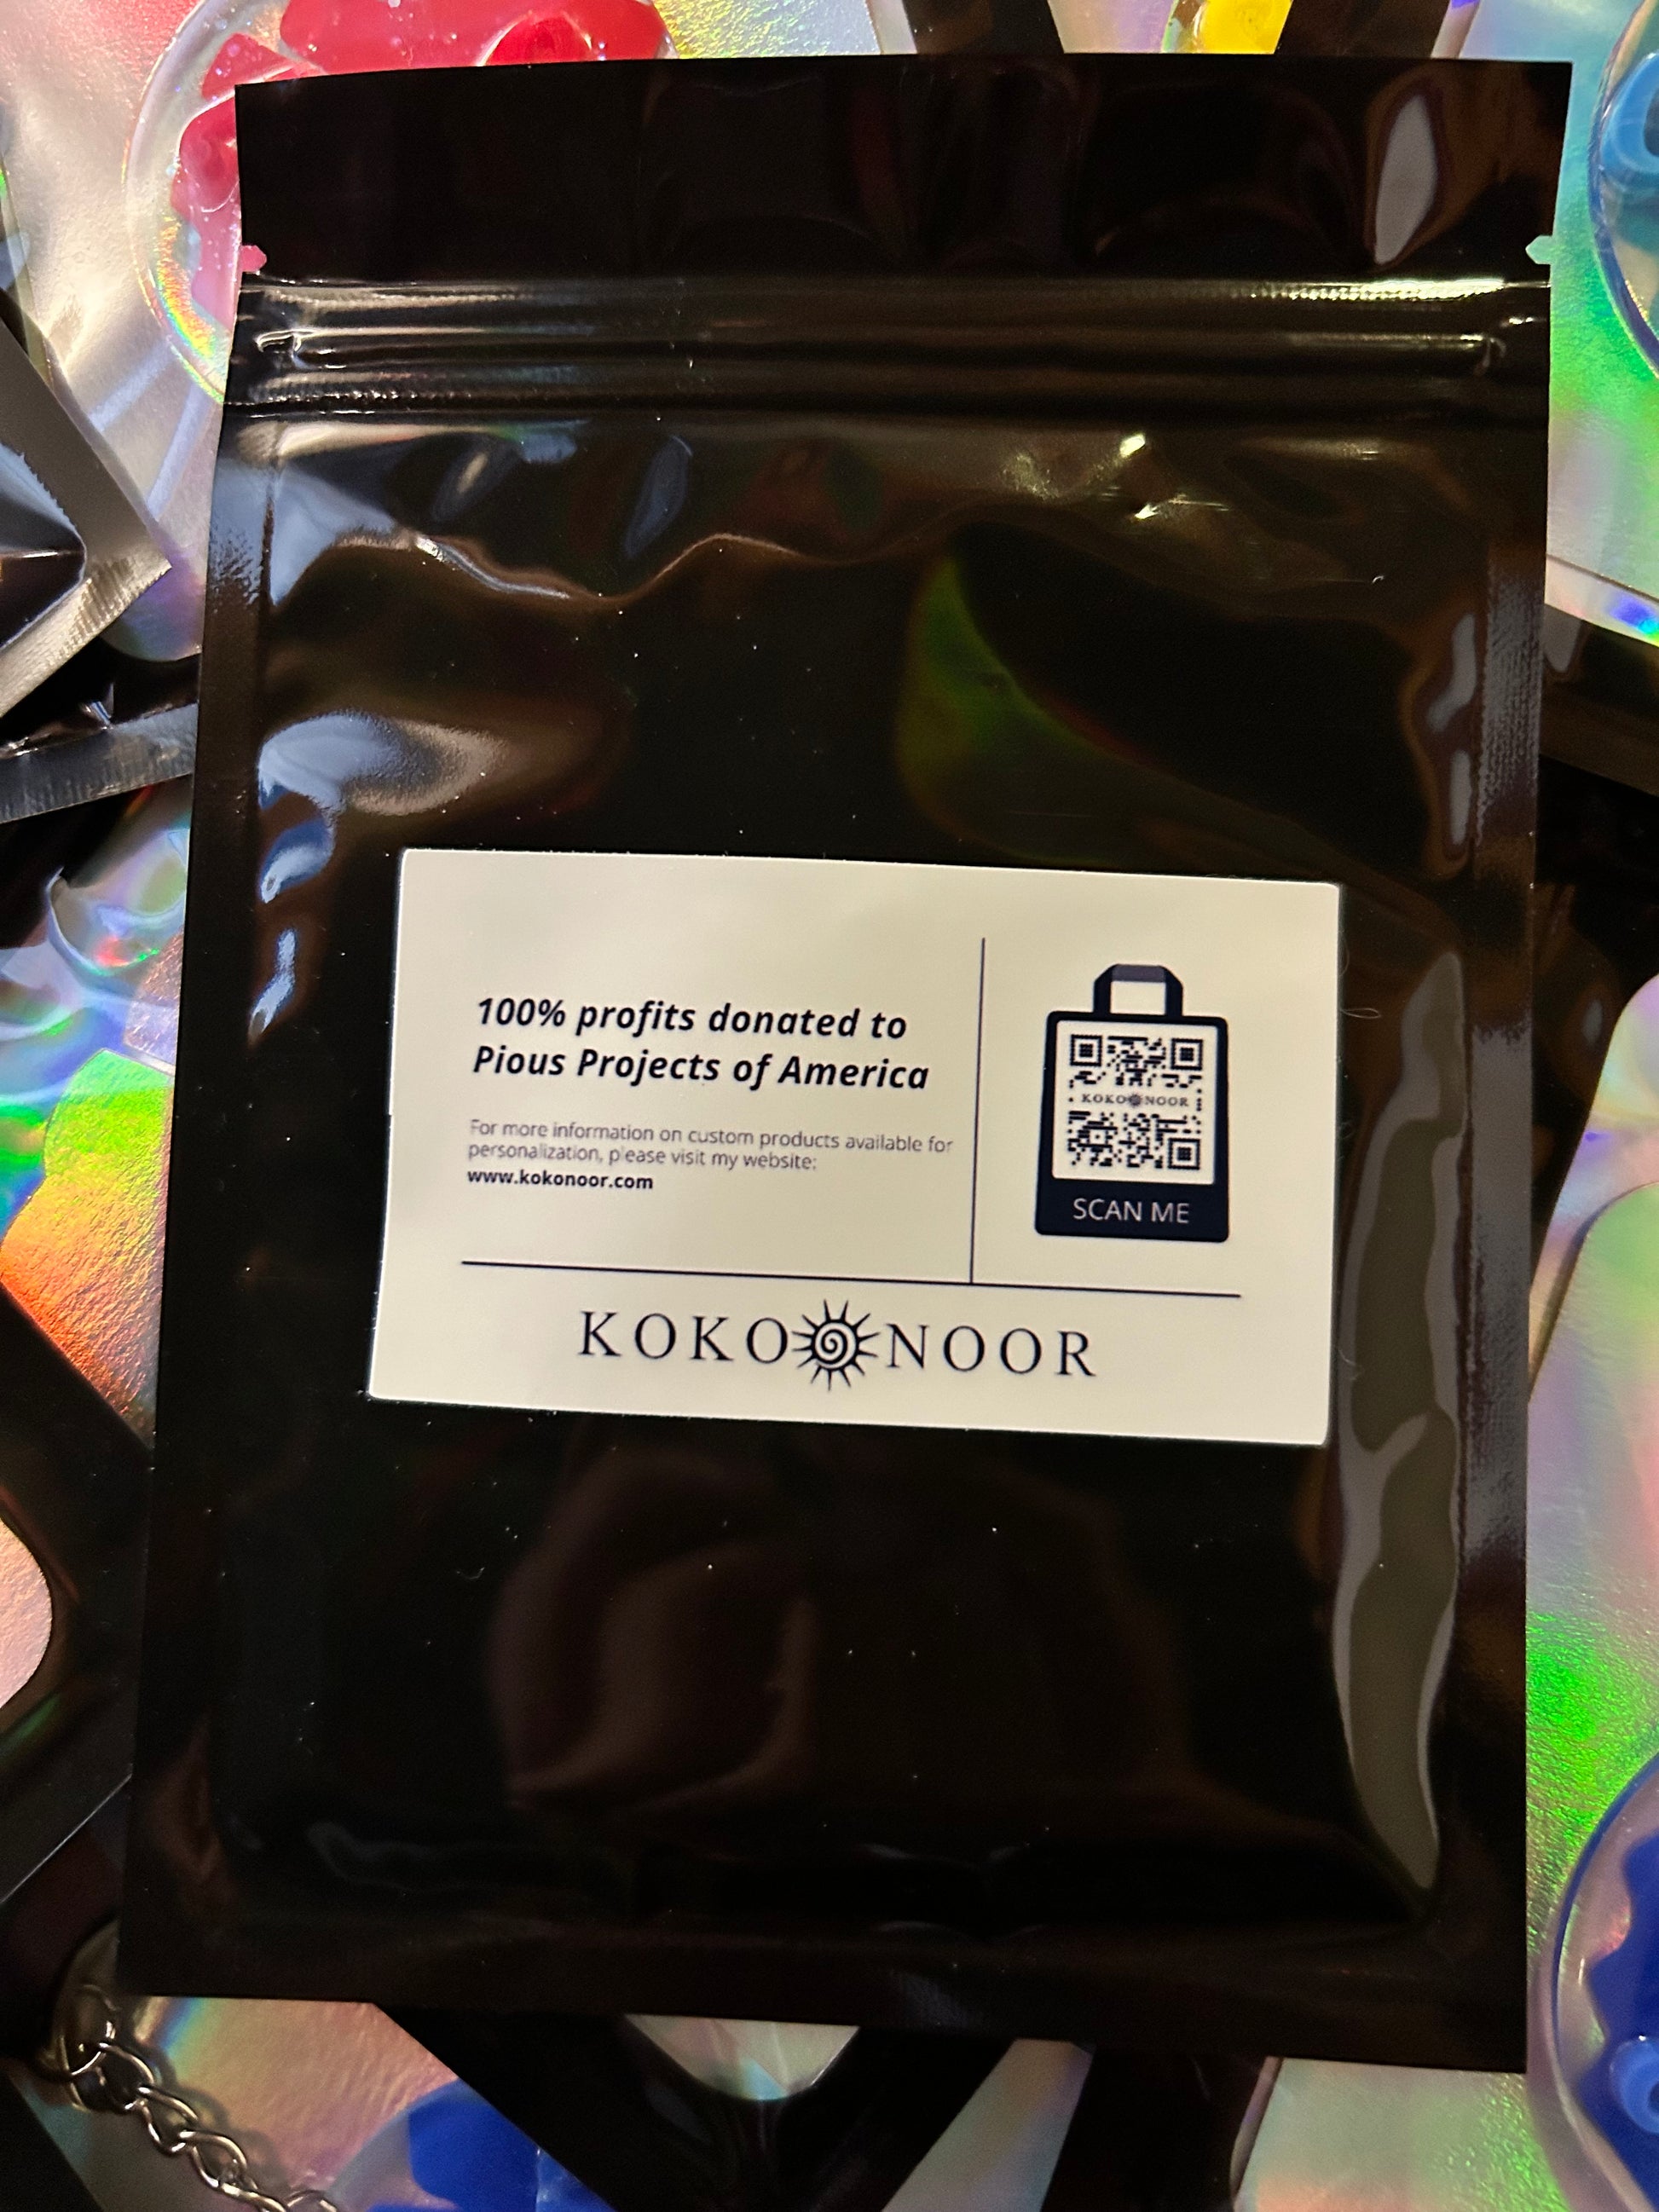 100% profits donated to
Pious Projects of America
For more information on custom products available for
personalization, please visit my website:
www.kokonoor.com
KOKO NOOR
SCAN ME
KOKO NOOR